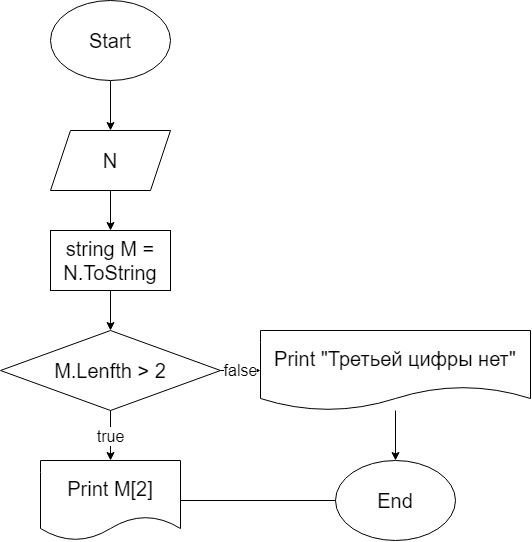 Start
N
string M =
N.ToString
M.Lenfth > 2
false
Print "Третьей цифры нет"
true
Print M[2]
End